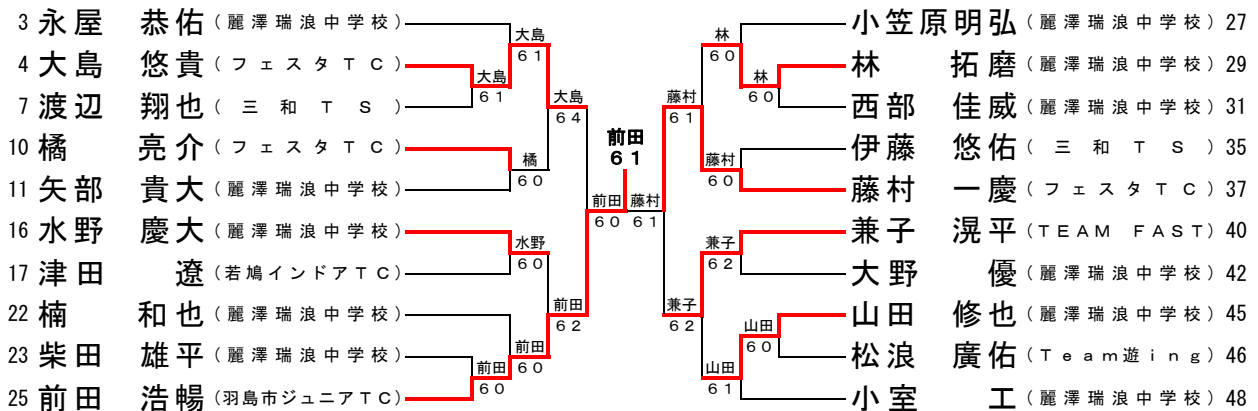 3 永屋 恭佑 (麗澤瑞浪中学校)
4 大島 悠貴 (フェスタTC)
7 渡辺 翔也 (三和TS)
10 橘 亮介 (フェスタTC)
11 矢部 貴大 (麗澤瑞浪中学校)
16 水野 慶大 (麗澤瑞浪中学校)
17 津田 遼 (若鳩インドアTC)
22 楠 和也 (麗澤瑞浪中学校)
23 柴田 雄平 (麗澤瑞浪中学校)
25 前田 浩暢 (羽島市ジュニアTC)
大島
61
大島
61
大島
64
橘
60
水野
60
前田
62
前田
60
前田
60
前田
60
前田
61
藤村
61
林
60
林
60
藤村
61
藤村
60
兼子
62
兼子
62
山田
60
山田
61
小笠原明弘 (麗澤瑞浪中学校) 27
林 拓磨 (麗澤瑞浪中学校) 29
西部 佳威 (麗澤瑞浪中学校) 31
伊藤 悠佑 (三和TS) 35
藤村 一慶 (フェスタTC) 37
兼子 滉平 (TEAM FAST) 40
大野 優 (麗澤瑞浪中学校) 42
山田 修也 (麗澤瑞浪中学校) 45
松浪 廣佑 (Team遊ing) 46
小室 工 (麗澤瑞浪中学校) 48